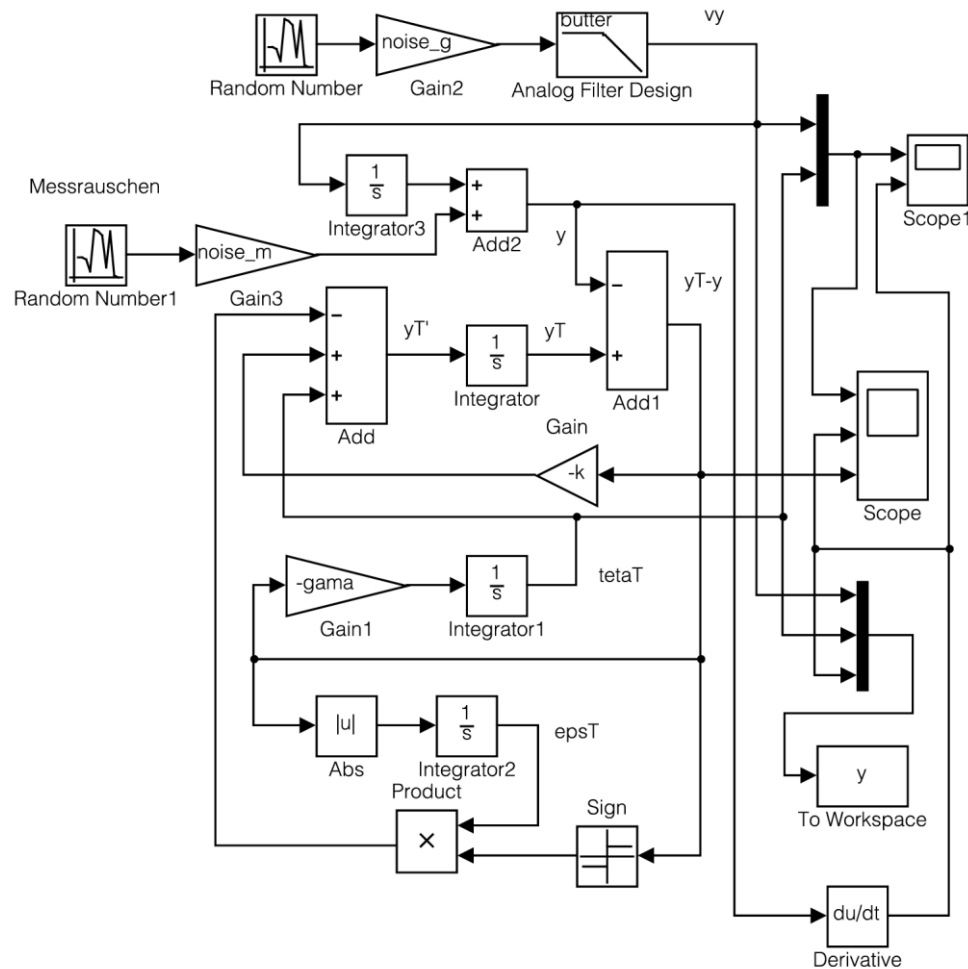 butter
vy
noise_g
Random Number
Gain2
Analog Filter Design
Messrauschen
1
s
+
+
Integrator3
Add2
Scope1
noise_m
Random Number1
Gain3
y
yT-y
−
−
yT'
1
s
yT
+
+
+
Integrator
Add1
Add
Gain
-k
Scope
-gama
1
s
tetaT
Gain1
Integrator1
|u|
1
s
epsT
Abs
Integrator2
Product
×
Sign
y
To Workspace
du/dt
Derivative